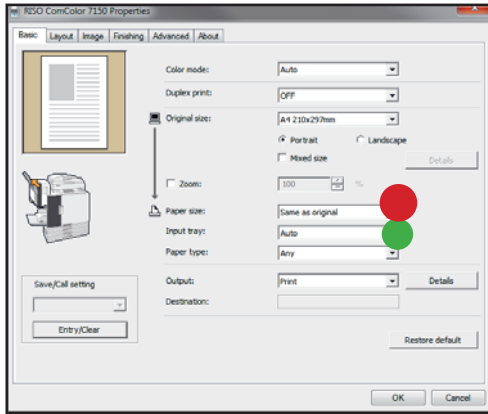 RISO ComColor 7150 Properties
Basic Layout Image Finishing Advanced About
Color mode: Auto
Duplex print: OFF
Original size: A4 210x297mm
Portrait Landscape
Mixed size Details
Zoom: 100 %
Paper size: Same as original
Input tray: Auto
Paper type: Any
Save/Call setting
Output: Print Details
Destination:
Entry/Clear
Restore default
OK Cancel